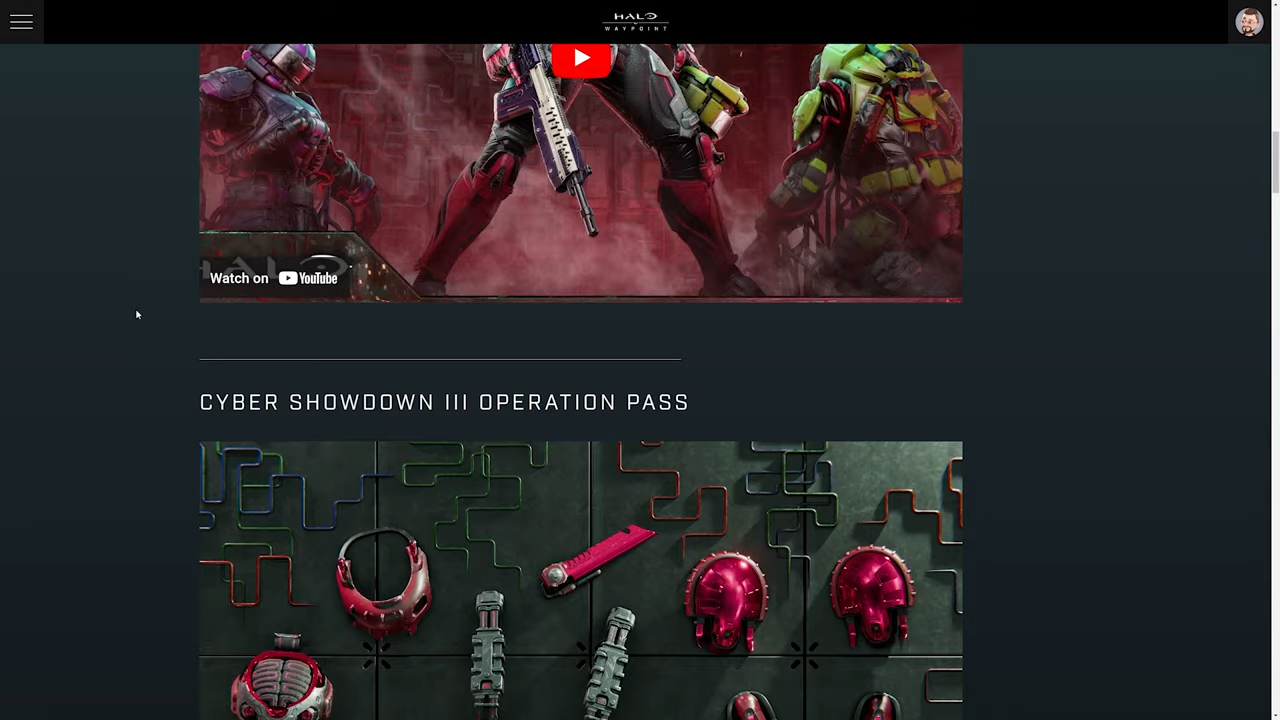 HALO
WAYPOINT
Watch on YouTube
CYBER SHOWDOWN III OPERATION PASS